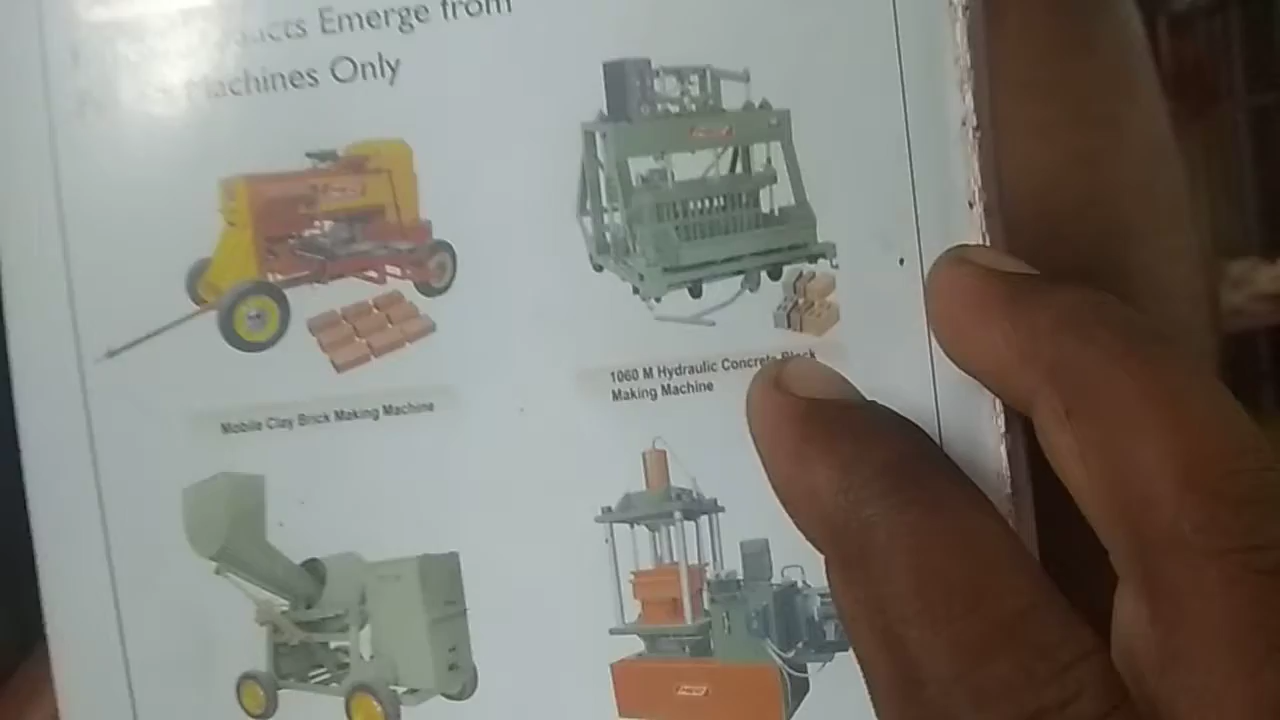 Emerge from
Machines Only
Mobile Clay Brick Making Machine
1060 M Hydraulic Concrete Block
Making Machine